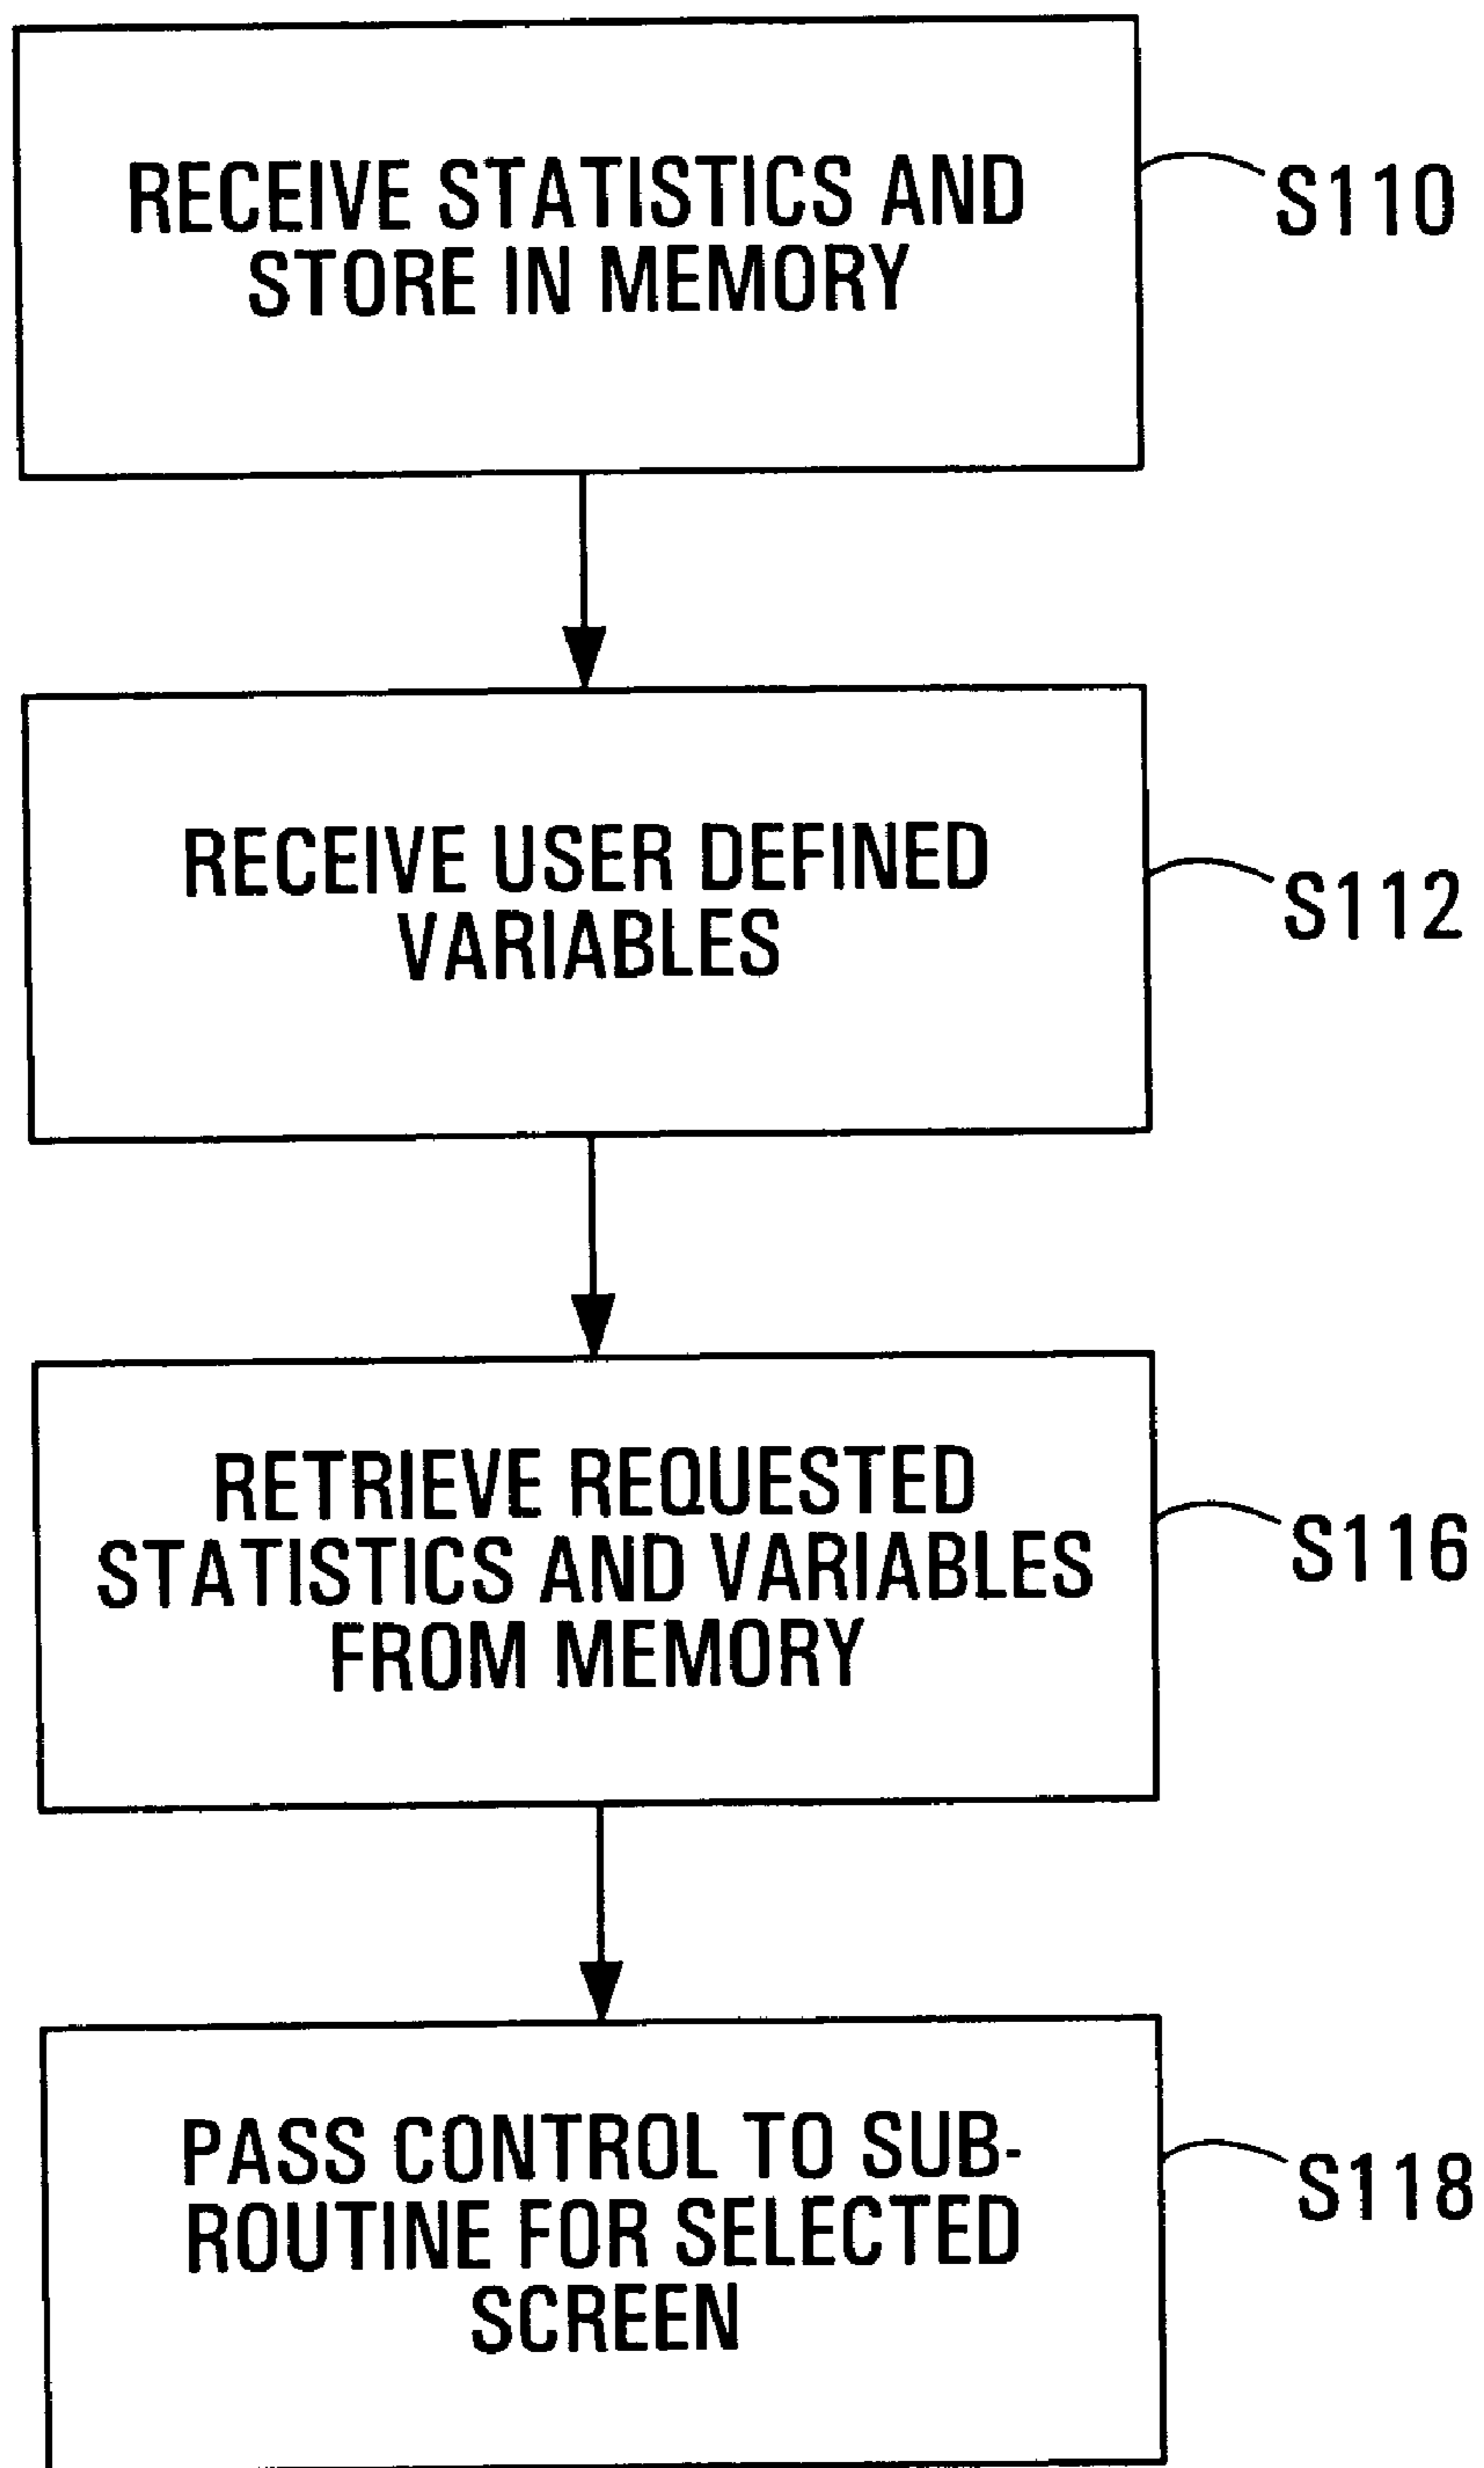 RECEIVE STATISTICS AND
STORE IN MEMORY
S110
RECEIVE USER DEFINED
VARIABLES
S112
RETRIEVE REQUESTED
STATISTICS AND VARIABLES
FROM MEMORY
S116
PASS CONTROL TO SUB-
ROUTINE FOR SELECTED
SCREEN
S118